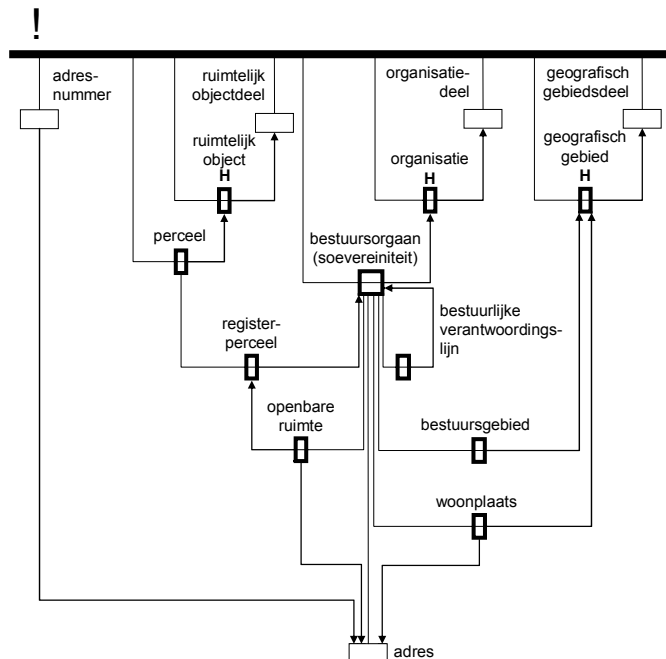 !
adres-
nummer
ruimtelijk
objectdeel
organisatie-
deel
geografisch
gebiedsdeel
ruimtelijk
object
H
organisatie
H
geografisch
gebied
H
perceel
bestuursorgaan
(soevereiniteit)
register-
perceel
bestuurlijke
verantwoordings-
lijn
openbare
ruimte
bestuursgebied
woonplaats
adres